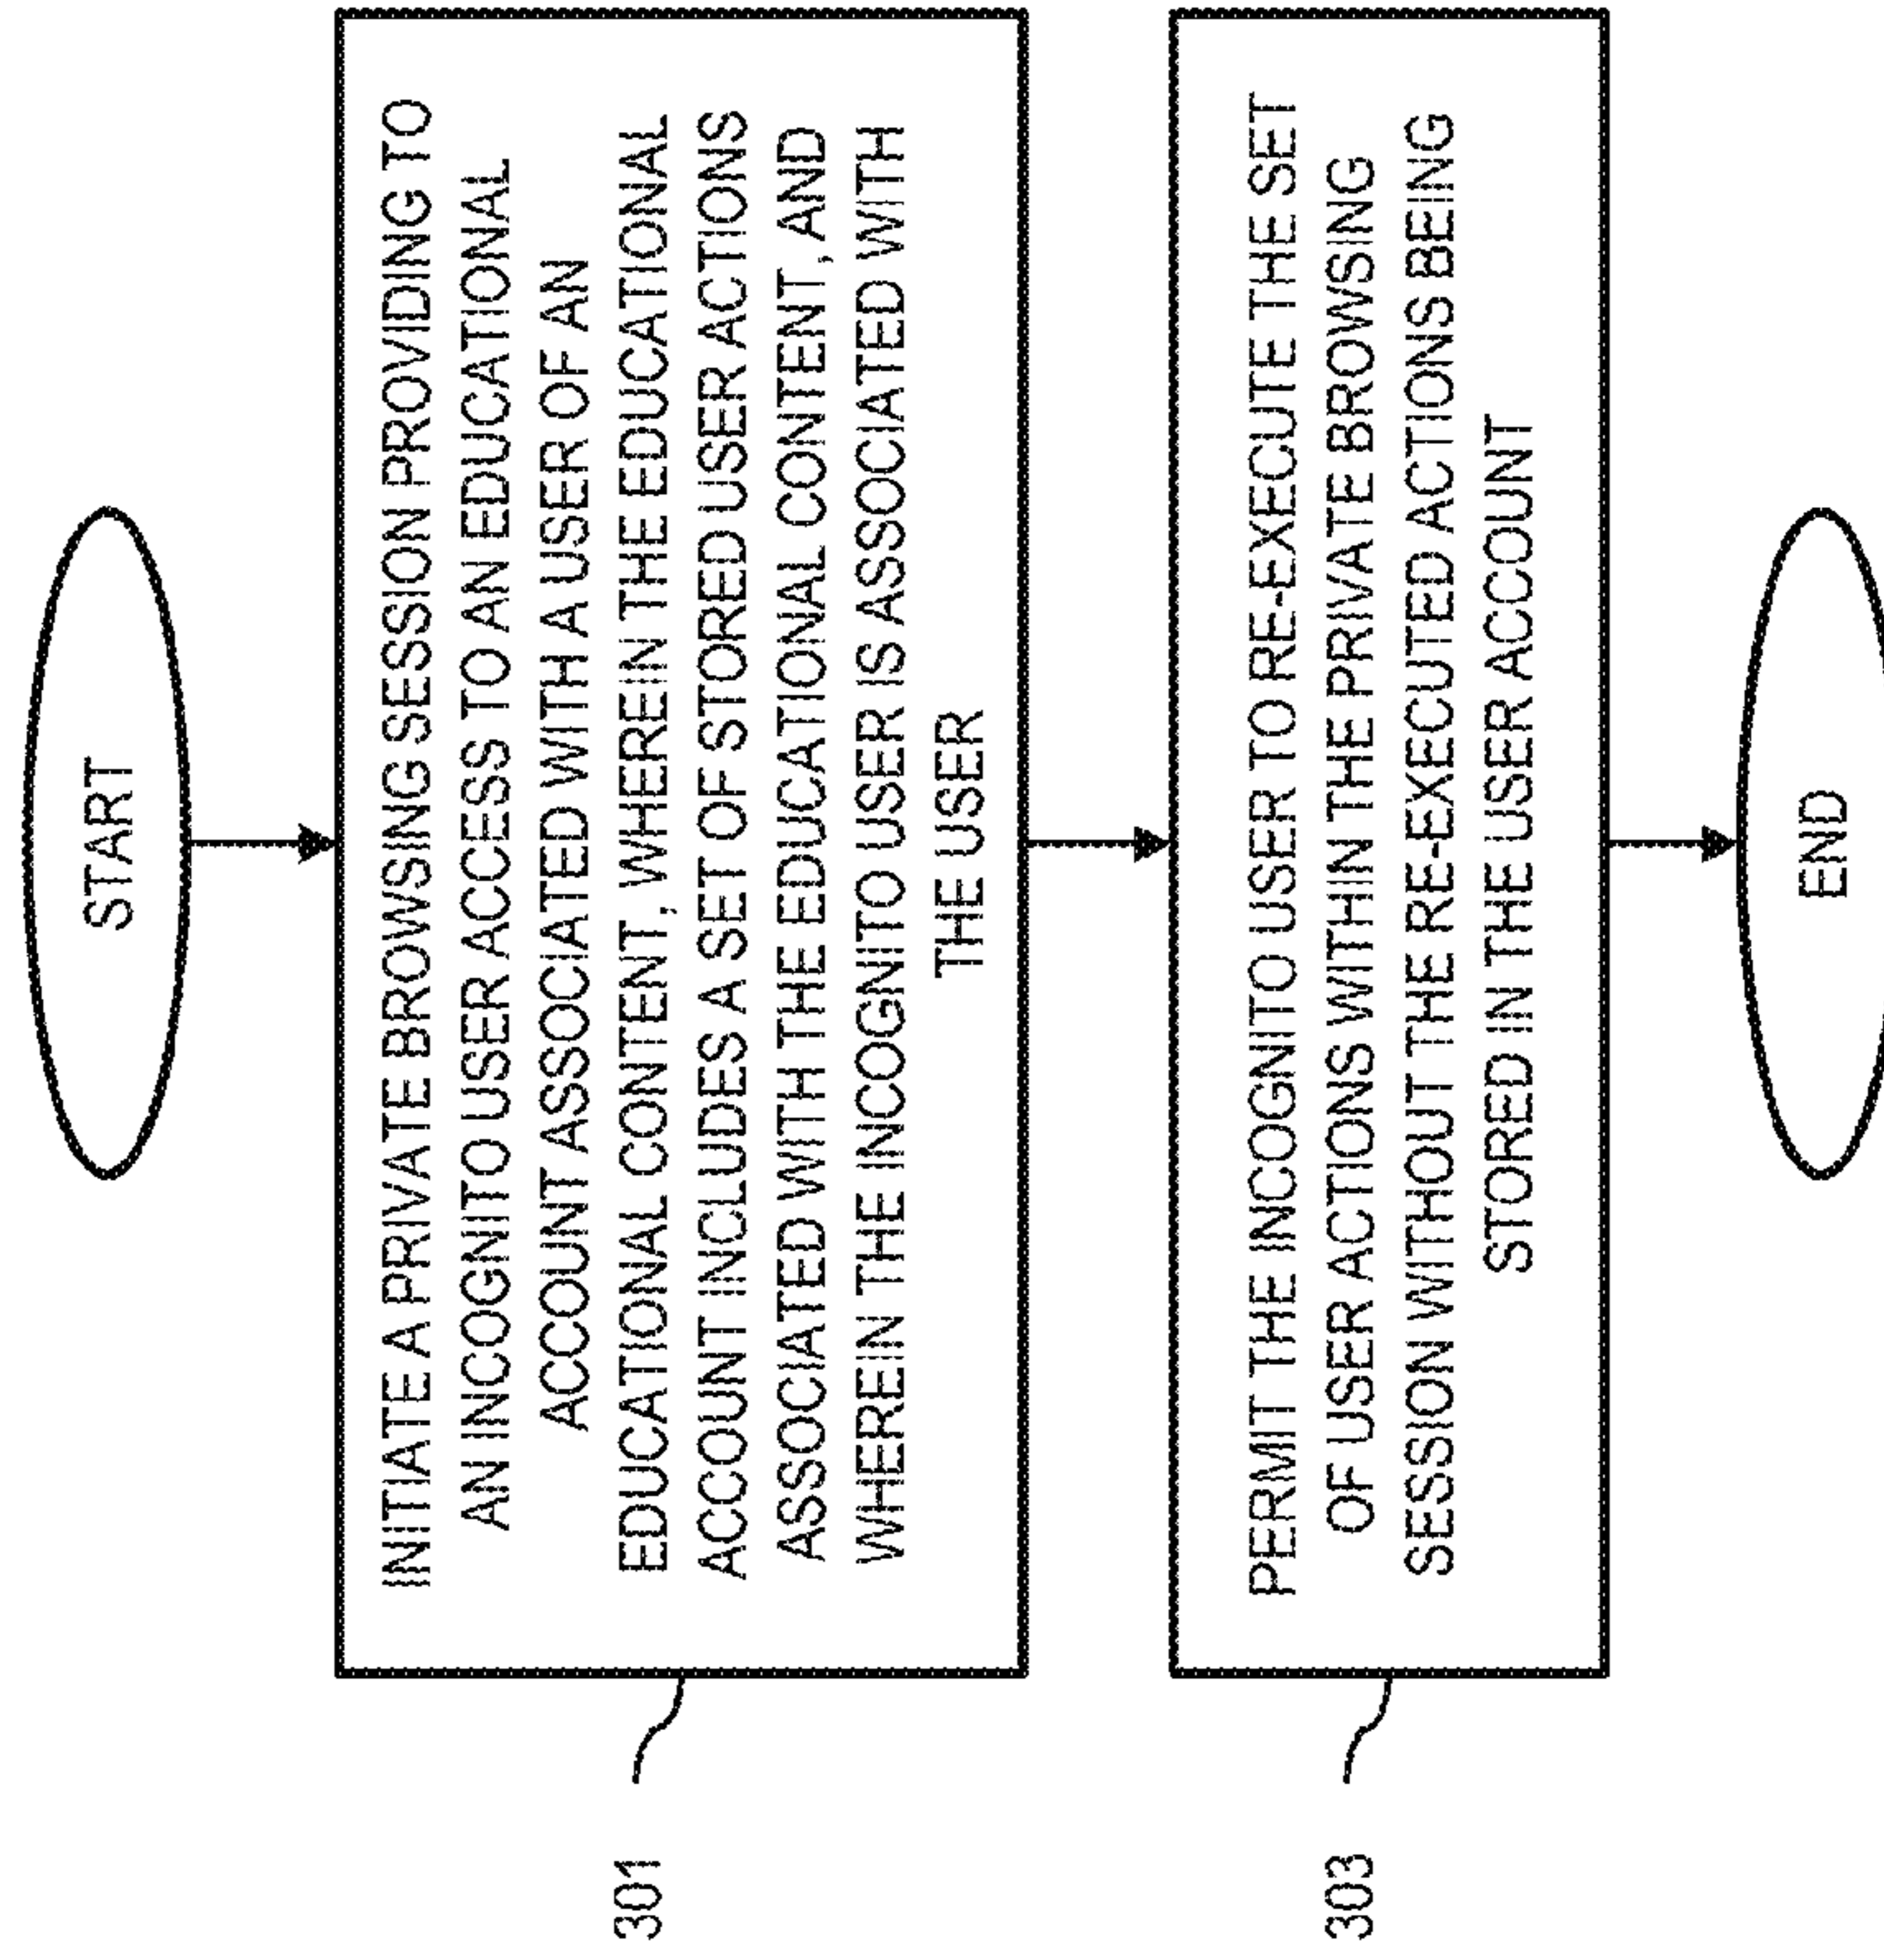 START
INITIATE A PRIVATE BROWSING SESSION PROVIDING TO
AN INCOGNITO USER ACCESS TO AN EDUCATIONAL
ACCOUNT ASSOCIATED WITH A USER OF AN
EDUCATIONAL CONTENT, WHEREIN THE EDUCATIONAL
ACCOUNT INCLUDES A SET OF STORED USER ACTIONS
ASSOCIATED WITH THE EDUCATIONAL CONTENT, AND
WHEREIN THE INCOGNITO USER IS ASSOCIATED WITH
THE USER
301
PERMIT THE INCOGNITO USER TO RE-EXECUTE THE SET
OF USER ACTIONS WITHIN THE PRIVATE BROWSING
SESSION WITHOUT THE RE-EXECUTED ACTIONS BEING
STORED IN THE USER ACCOUNT
303
END